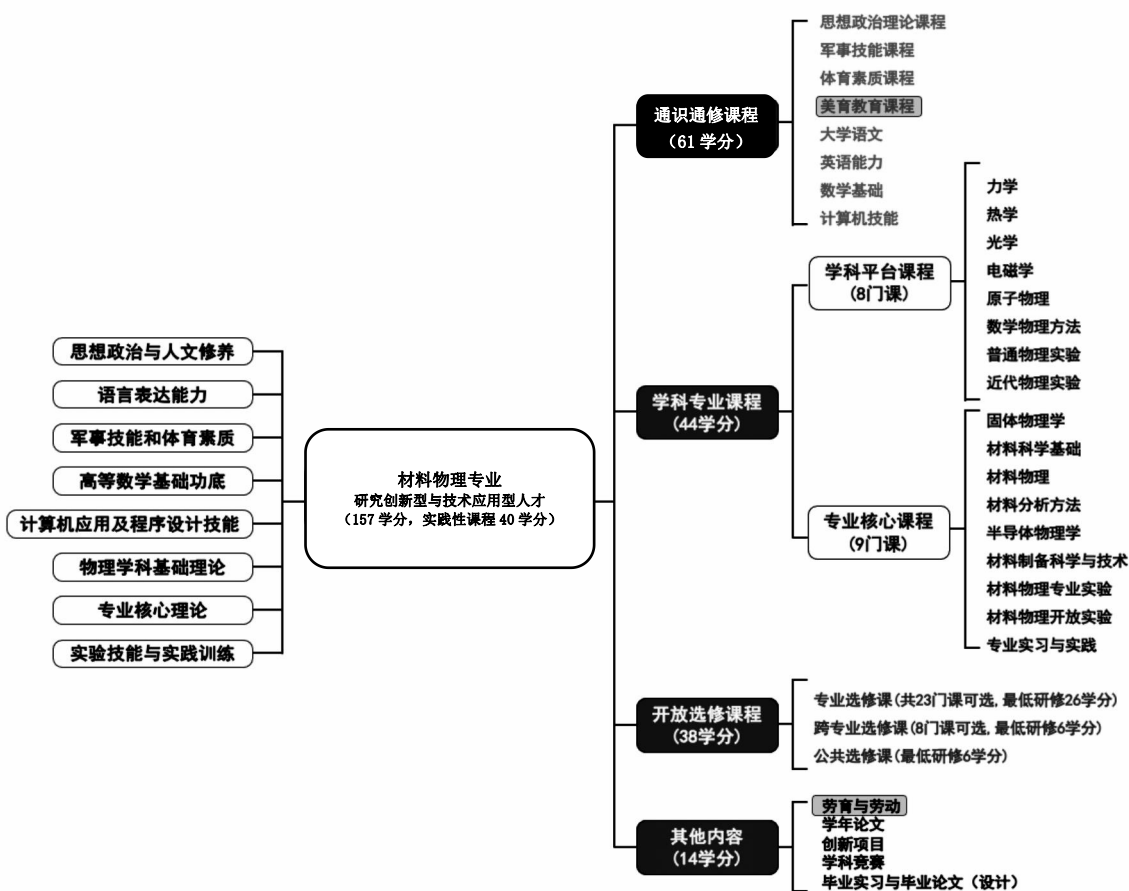 思想政治与人文修养
语言表达能力
军事技能和体育素质
高等数学基础功底
计算机应用及程序设计技能
物理学科基础理论
专业核心理论
实验技能与实践训练
材料物理专业
研究创新型与技术应用型人才
（157 学分，实践性课程 40 学分）
通识通修课程
（61 学分）
思想政治理论课程
军事技能课程
体育素质课程
美育教育课程
大学语文
英语能力
数学基础
计算机技能
学科专业课程
(44学分)
学科平台课程
(8门课)
力学
热学
光学
电磁学
原子物理
数学物理方法
普通物理实验
近代物理实验
专业核心课程
(9门课)
固体物理学
材料科学基础
材料物理
材料分析方法
半导体物理学
材料制备科学与技术
材料物理专业实验
材料物理开放实验
专业实习与实践
开放选修课程
(38学分)
专业选修课(共23门课可选, 最低研修26学分)
跨专业选修课(8门课可选, 最低研修6学分)
公共选修课(最低研修6学分)
其他内容
(14学分)
劳育与劳动
学年论文
创新项目
学科竞赛
毕业实习与毕业论文（设计）